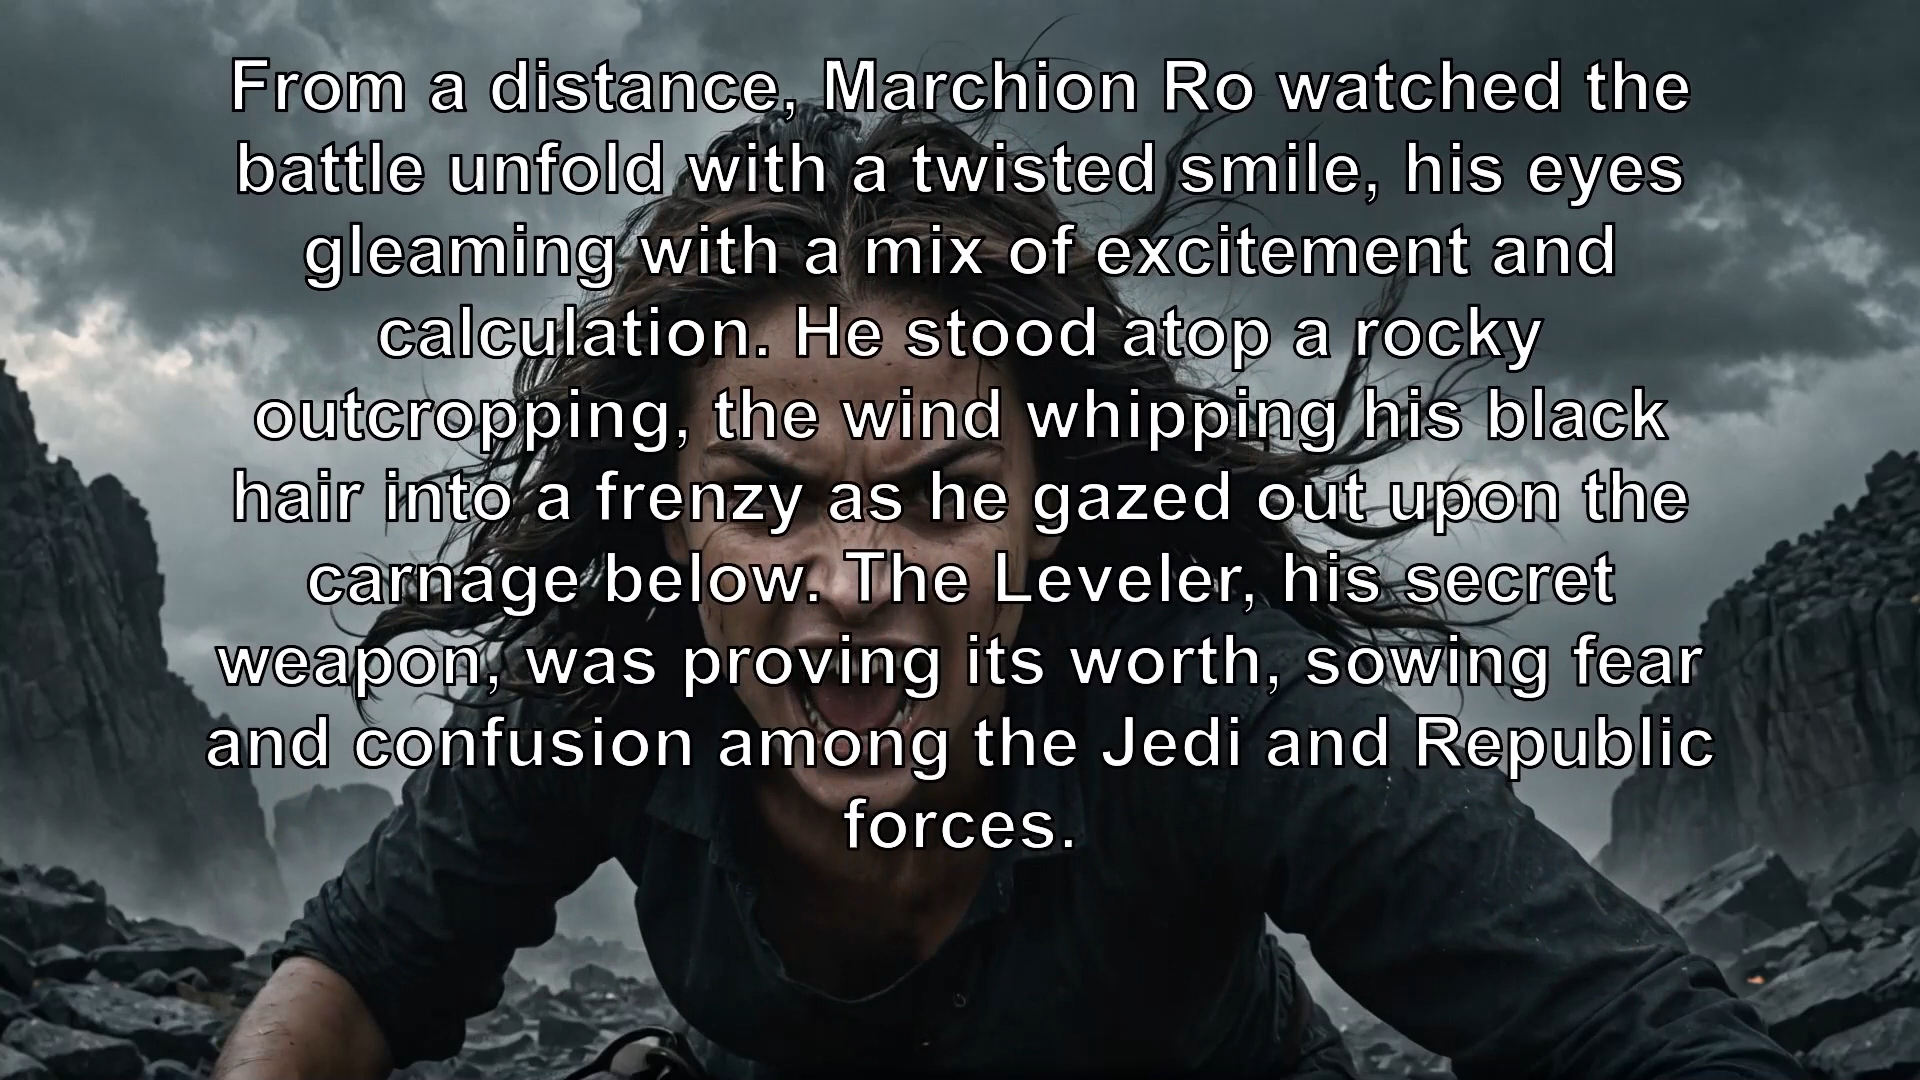 From a distance, Marchion Ro watched the
battle unfold with a twisted smile, his eyes
gleaming with a mix of excitement and
calculation. He stood atop a rocky
outcropping, the wind whipping his black
hair into a frenzy as he gazed out upon the
carnage below. The Leveler, his secret
weapon, was proving its worth, sowing fear
and confusion among the Jedi and Republic
forces.